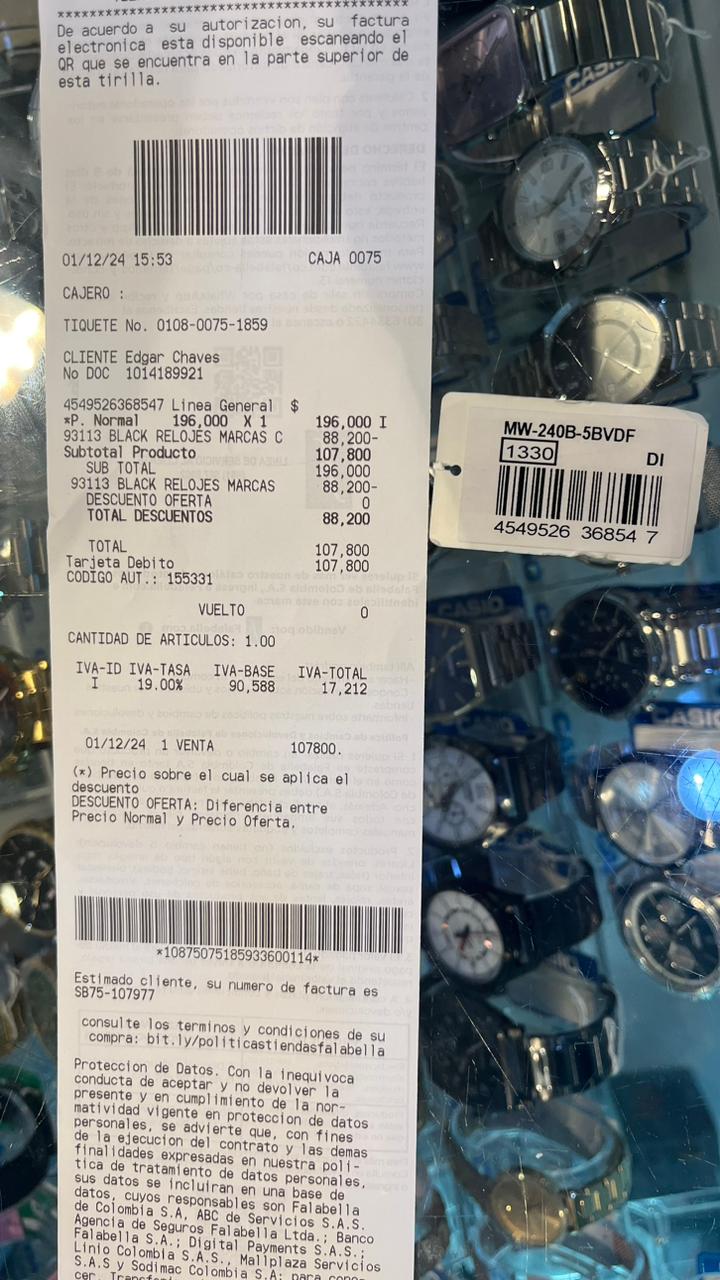 ***********************************************
De acuerdo a su autorizacion, su factura
electronica esta disponible escaneando el
QR que se encuentra en la parte superior de
esta tirilla.
01/12/24 15:53 CAJA 0075
CAJERO :
TIQUETE No. 0108-0075-1859
CLIENTE Edgar Chaves
No DOC 1014189921
4549526368547 Linea General $
*P. Normal 196,000 X 1 196,000 I
93113 BLACK RELOJES MARCAS C 88,200-
Subtotal Producto 107,800
SUB TOTAL 196,000
93113 BLACK RELOJES MARCAS 88,200-
DESCUENTO OFERTA 0
TOTAL DESCUENTOS 88,200
TOTAL 107,800
Tarjeta Debito 107,800
CODIGO AUT.: 155331
VUELTO 0
CANTIDAD DE ARTICULOS: 1.00
IVA-ID IVA-TASA IVA-BASE IVA-TOTAL
I 19.00% 90,588 17,212
01/12/24 1 VENTA 107800.
(*) Precio sobre el cual se aplica el
descuento
DESCUENTO OFERTA: Diferencia entre
Precio Normal y Precio Oferta.
*10875075185933600114*
Estimado cliente, su numero de factura es
SB75-107977
consulte los terminos y condiciones de su
compra: bit.ly/politicastiendasfalabella
Proteccion de Datos. Con la inequivoca
conducta de aceptar y no devolver la
presente y en cumplimiento de la nor-
matividad vigente en proteccion de datos
personales, se advierte que, con fines
de la ejecucion del contrato y las demas
finalidades expresadas en nuestra poli-
tica de tratamiento de datos personales,
sus datos se incluiran en una base de
datos, cuyos responsables son Falabella
de Colombia S.A, ABC de Servicios S.A.S.
Agencia de Seguros Falabella Ltda.; Banco
Falabella S.A.; Digital Payments S.A.S.;
Linio Colombia S.A.S., Mallplaza Servicios
S.A.S y Sodimac Colombia S.A; para cono-
MW-240B-5BVDF
1330 DI
4549526 36854 7
CASIO
CASIO
CASIO